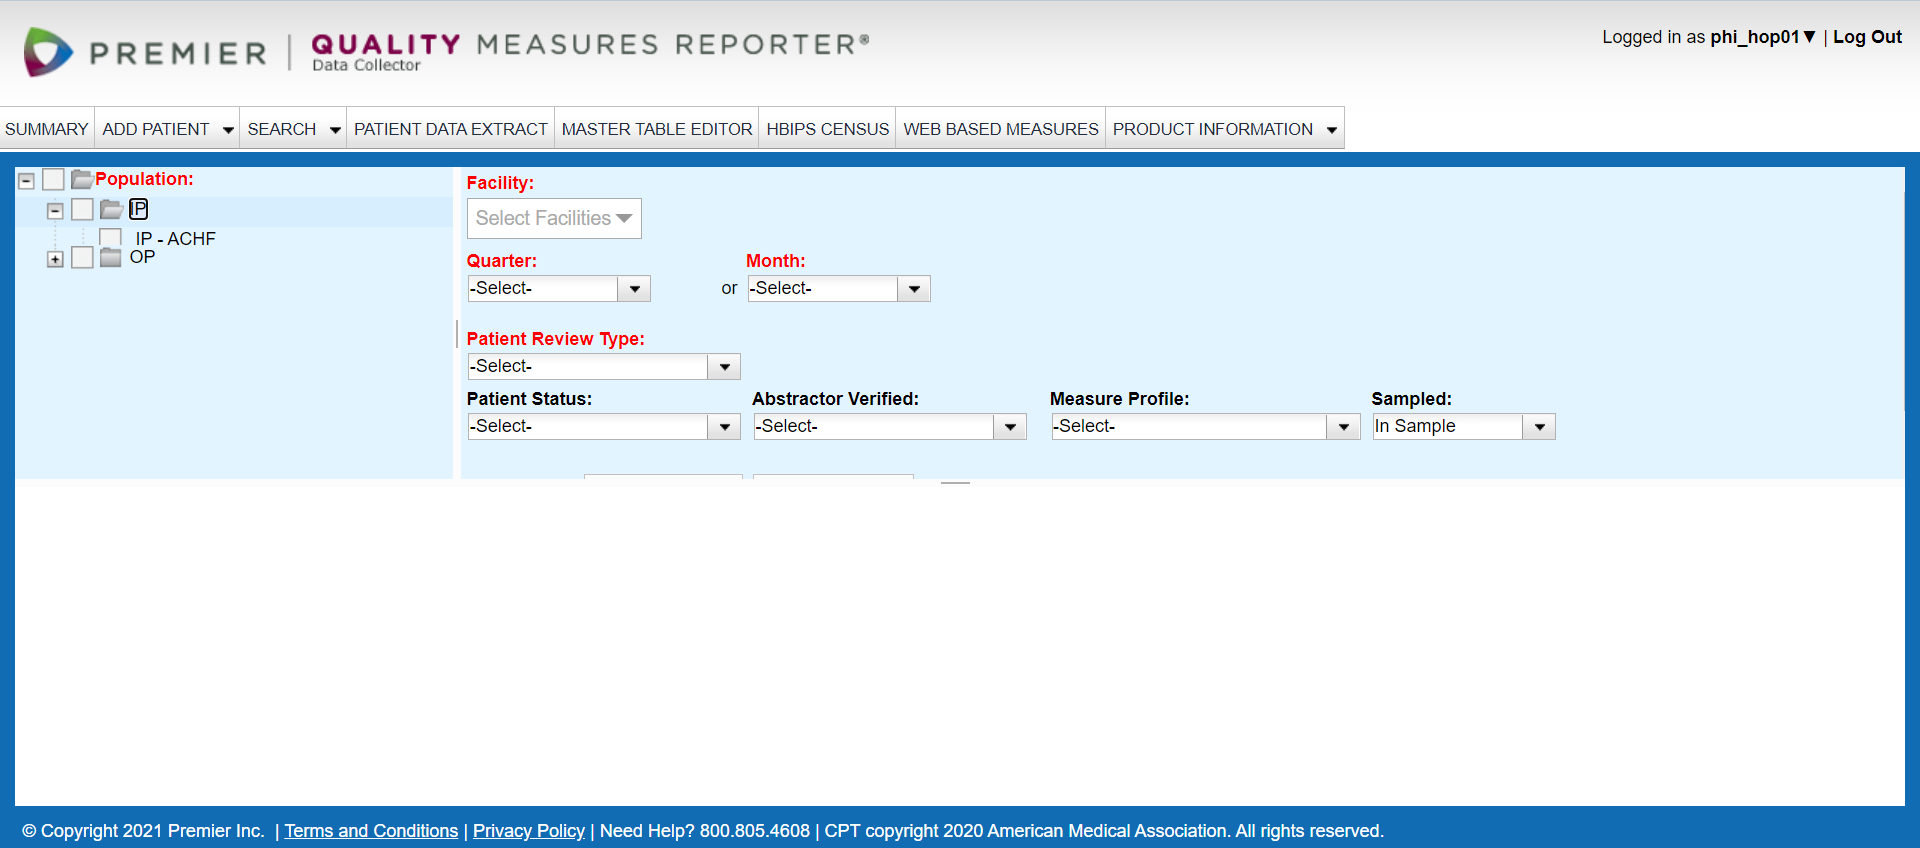 PREMIER | QUALITY MEASURES REPORTER®
Data Collector
Logged in as phi_hop01▼ | Log Out
SUMMARY ADD PATIENT SEARCH PATIENT DATA EXTRACT MASTER TABLE EDITOR HBIPS CENSUS WEB BASED MEASURES PRODUCT INFORMATION
Population:
IP
IP - ACHF
OP
Facility:
Select Facilities
Quarter: Month:
-Select- or -Select-
Patient Review Type:
-Select-
Patient Status: Abstractor Verified: Measure Profile: Sampled:
-Select- -Select- -Select- In Sample
© Copyright 2021 Premier Inc. | Terms and Conditions | Privacy Policy | Need Help? 800.805.4608 | CPT copyright 2020 American Medical Association. All rights reserved.